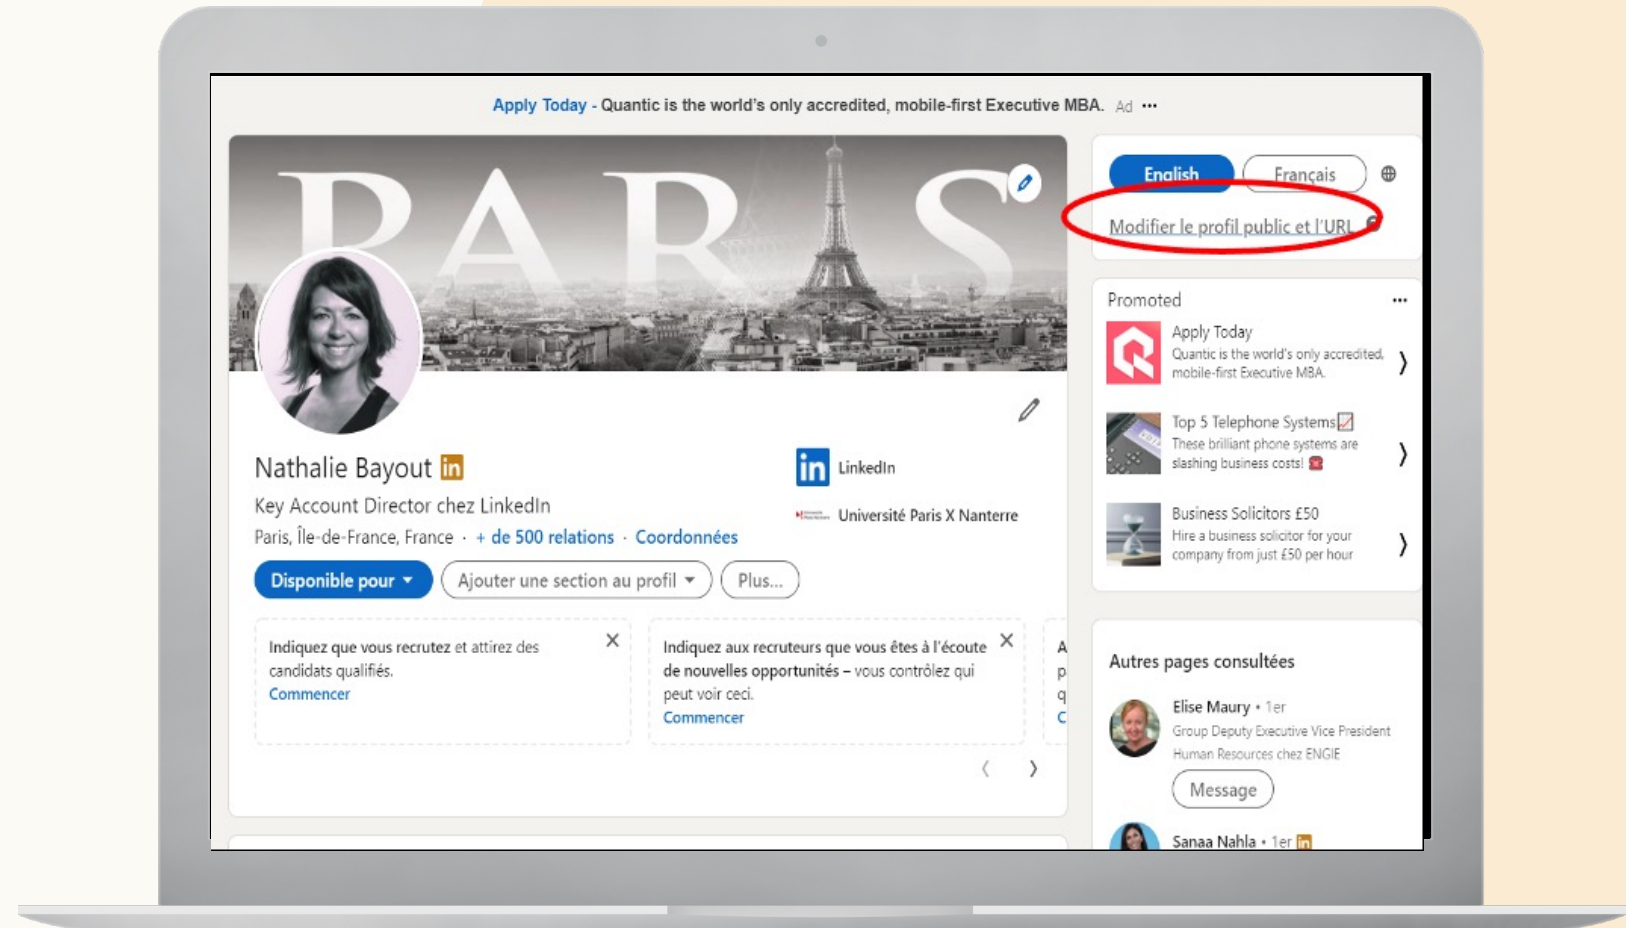 Apply Today - Quantic is the world's only accredited, mobile-first Executive MBA. Ad •••
PARIS
Nathalie Bayout in
Key Account Director chez LinkedIn
Paris, Île-de-France, France · + de 500 relations · Coordonnées
in LinkedIn
Université Paris X Nanterre
Disponible pour
Ajouter une section au profil
Plus...
Indiquez que vous recrutez et attirez des
candidats qualifiés.
Commencer
Indiquez aux recruteurs que vous êtes à l'écoute
de nouvelles opportunités – vous contrôlez qui
peut voir ceci.
Commencer
A
p
q
C
English
Français
Modifier le profil public et l'URL
Promoted •••
Apply Today
Quantic is the world's only accredited,
mobile-first Executive MBA.
Top 5 Telephone Systems
These brilliant phone systems are
slashing business costs!
Business Solicitors £50
Hire a business solicitor for your
company from just £50 per hour
Autres pages consultées
Elise Maury • 1er
Group Deputy Executive Vice President
Human Resources chez ENGIE
Message
Sanaa Nahla • 1er in